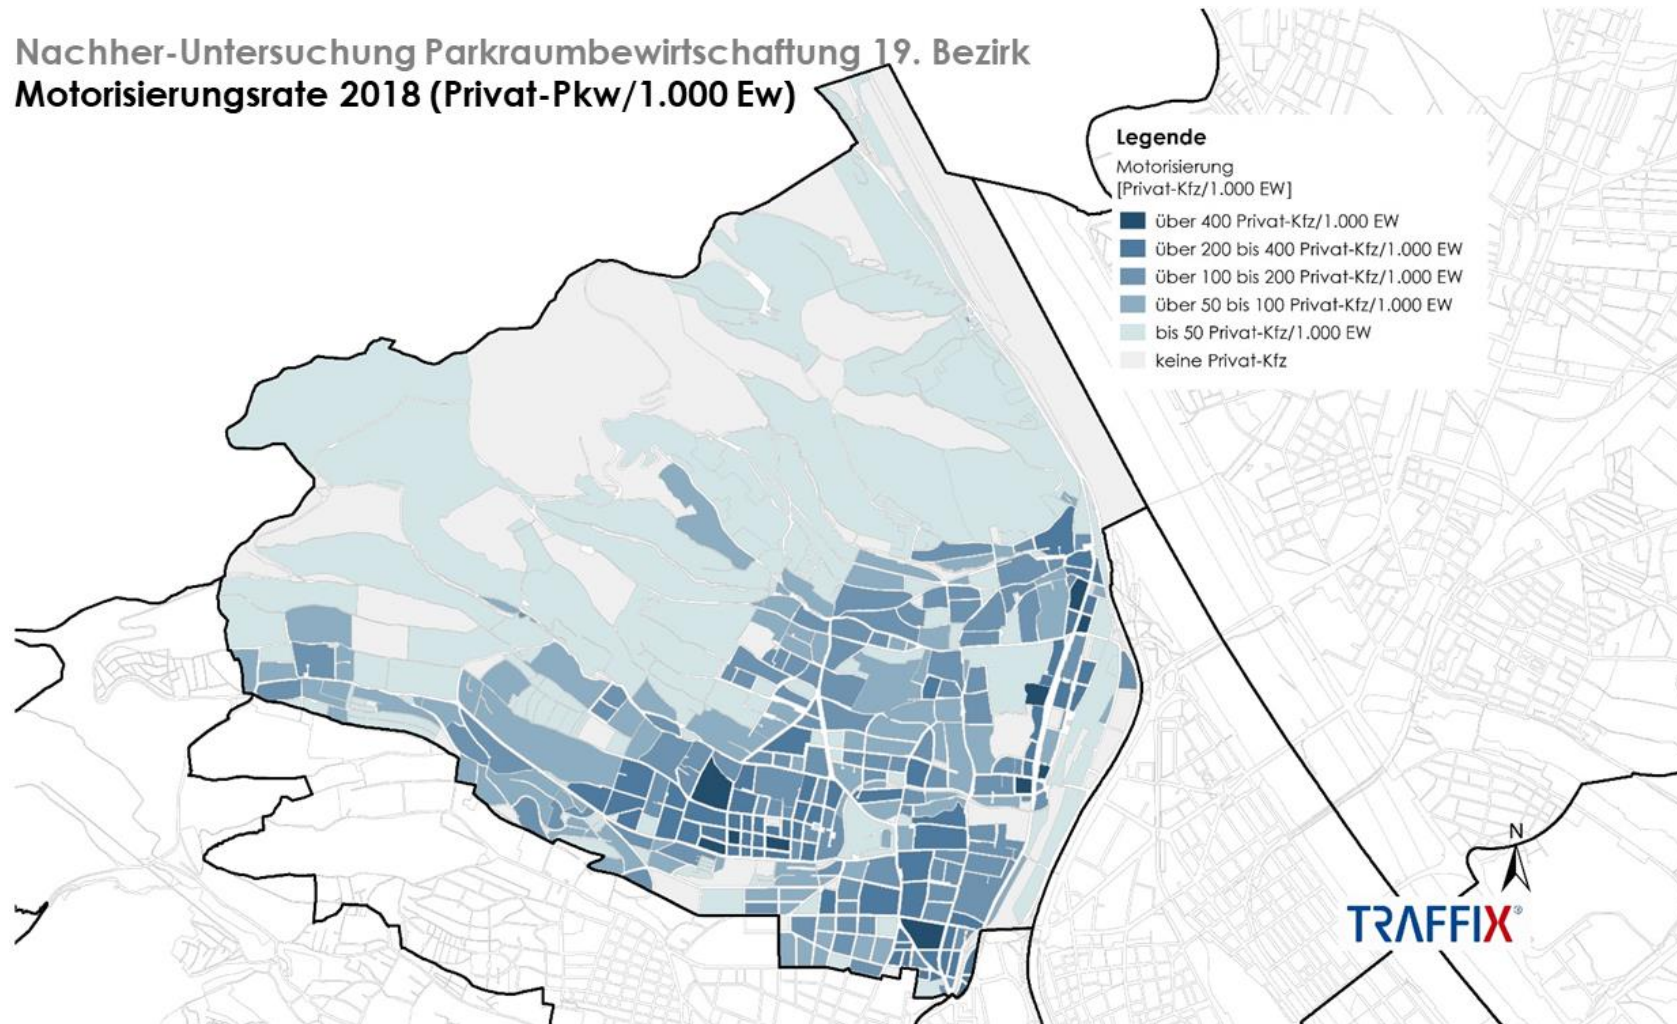 Nachher-Untersuchung Parkraumbewirtschaftung 19. Bezirk
Motorisierungsrate 2018 (Privat-Pkw/1.000 Ew)
Legende
Motorisierung
[Privat-Kfz/1.000 EW]
über 400 Privat-Kfz/1.000 EW
über 200 bis 400 Privat-Kfz/1.000 EW
über 100 bis 200 Privat-Kfz/1.000 EW
über 50 bis 100 Privat-Kfz/1.000 EW
bis 50 Privat-Kfz/1.000 EW
keine Privat-Kfz
N
TRAFFIX®